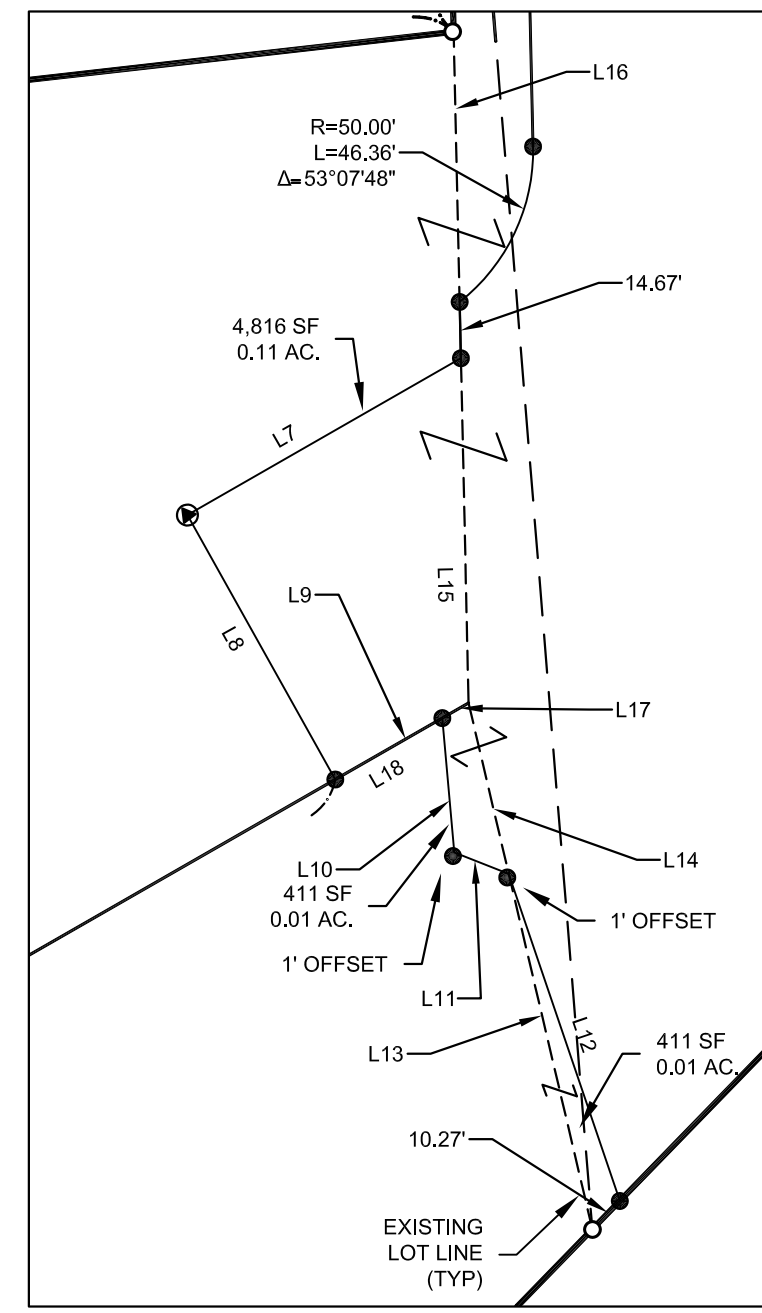 L16
R=50.00'
L=46.36'
Δ=53°07'48"
14.67'
4,816 SF
0.11 AC.
L7
L15
L9
L8
L17
L18
L10
L14
411 SF
0.01 AC.
1' OFFSET
1' OFFSET
L11
L12
L13
411 SF
0.01 AC.
10.27'
EXISTING
LOT LINE
(TYP)